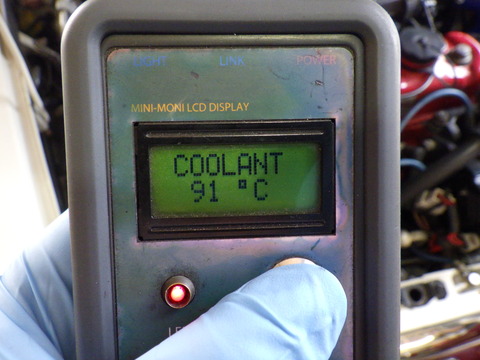 LIGHT LINK POWER
MINI-MONI LCD DISPLAY
COOLANT
91 °C